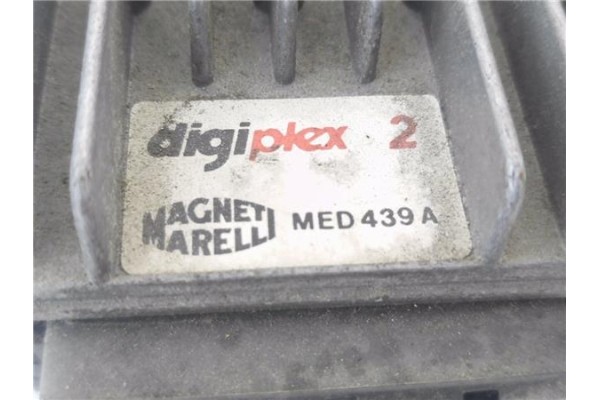 digiplex 2
MAGNETI
MARELLI
MED 439 A